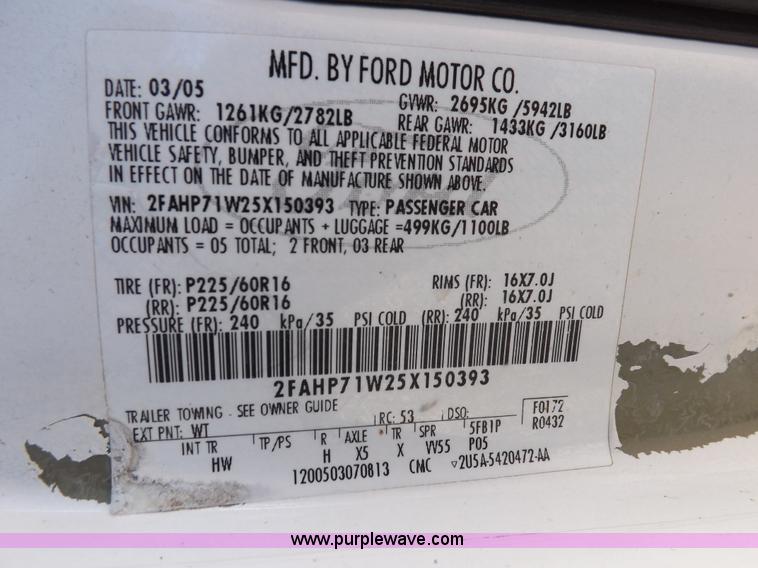 MFD. BY FORD MOTOR CO.
DATE: 03/05 GVWR: 2695KG /5942LB
FRONT GAWR: 1261KG/2782LB REAR GAWR: 1433KG /3160LB
THIS VEHICLE CONFORMS TO ALL APPLICABLE FEDERAL MOTOR
VEHICLE SAFETY, BUMPER, AND THEFT PREVENTION STANDARDS
IN EFFECT ON THE DATE OF MANUFACTURE SHOWN ABOVE.
VIN: 2FAHP71W25X150393 TYPE: PASSENGER CAR
MAXIMUM LOAD = OCCUPANTS + LUGGAGE =499KG/1100LB
OCCUPANTS = 05 TOTAL; 2 FRONT, 03 REAR
TIRE (FR): P225/60R16 RIMS (FR): 16X7.0J
(RR): P225/60R16 (RR): 16X7.0J
PRESSURE (FR): 240 kPa/35 PSI COLD (RR): 240 kPa/35 PSI COLD
2FAHP71W25X150393
TRAILER TOWING - SEE OWNER GUIDE
EXT PNT: WT RC: 53 DSO: F0172
R0432
INT TR TP/PS R AXLE TR SPR 5FB1P
HW H X5 X VV55 P05
1200503070813 CMC ▽2U5A-5420472-AA
www.purplewave.com